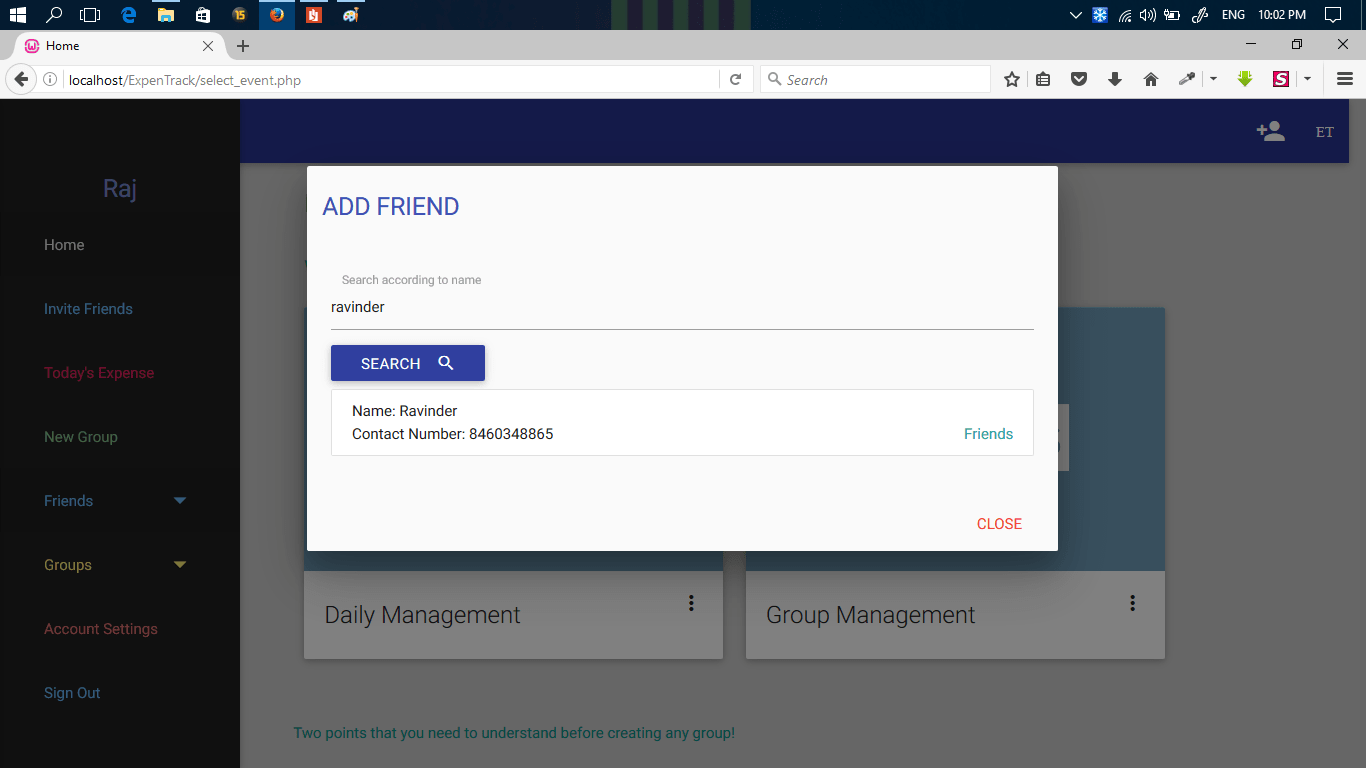 15
ENG
10:02 PM
Home
localhost/ExpenTrack/select_event.php
Search
S
ET
Raj
Home
Invite Friends
Today's Expense
New Group
Friends
Groups
Account Settings
Sign Out
ADD FRIEND
Search according to name
ravinder
SEARCH
Name: Ravinder
Contact Number: 8460348865
Friends
CLOSE
Daily Management
Group Management
Two points that you need to understand before creating any group!